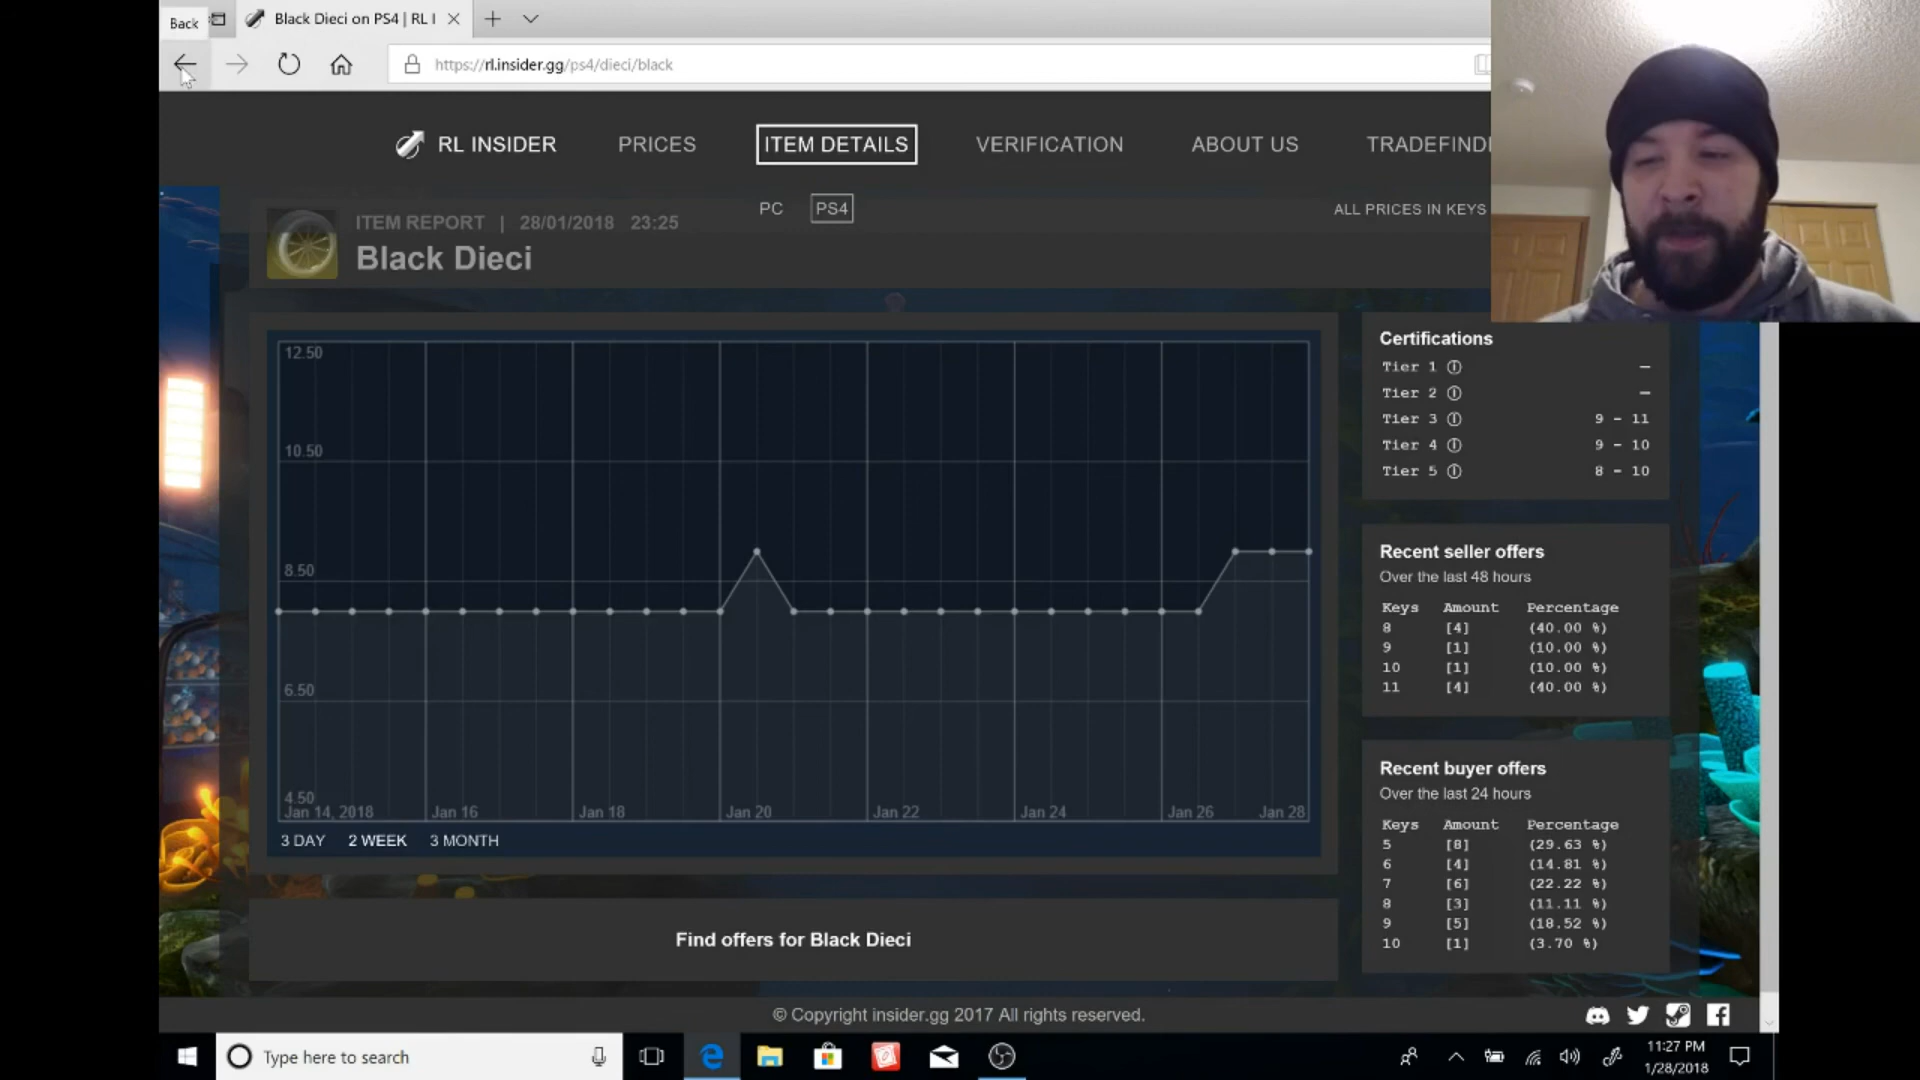 Back
Black Dieci on PS4 | RL I
https://rl.insider.gg/ps4/dieci/black
RL INSIDER
PRICES
ITEM DETAILS
VERIFICATION
ABOUT US
TRADEFIND
PC
PS4
ALL PRICES IN KEYS
ITEM REPORT | 28/01/2018 23:25
Black Dieci
12.50
10.50
8.50
6.50
4.50
Jan 14, 2018
Jan 16
Jan 18
Jan 20
Jan 22
Jan 24
Jan 26
Jan 28
3 DAY
2 WEEK
3 MONTH
Find offers for Black Dieci
Certifications
Tier 1 –
Tier 2 –
Tier 3 9 - 11
Tier 4 9 - 10
Tier 5 8 - 10
Recent seller offers
Over the last 48 hours
Keys Amount Percentage
8 [4] (40.00 %)
9 [1] (10.00 %)
10 [1] (10.00 %)
11 [4] (40.00 %)
Recent buyer offers
Over the last 24 hours
Keys Amount Percentage
5 [8] (29.63 %)
6 [4] (14.81 %)
7 [6] (22.22 %)
8 [3] (11.11 %)
9 [5] (18.52 %)
10 [1] (3.70 %)
© Copyright insider.gg 2017 All rights reserved.
Type here to search
11:27 PM
1/28/2018